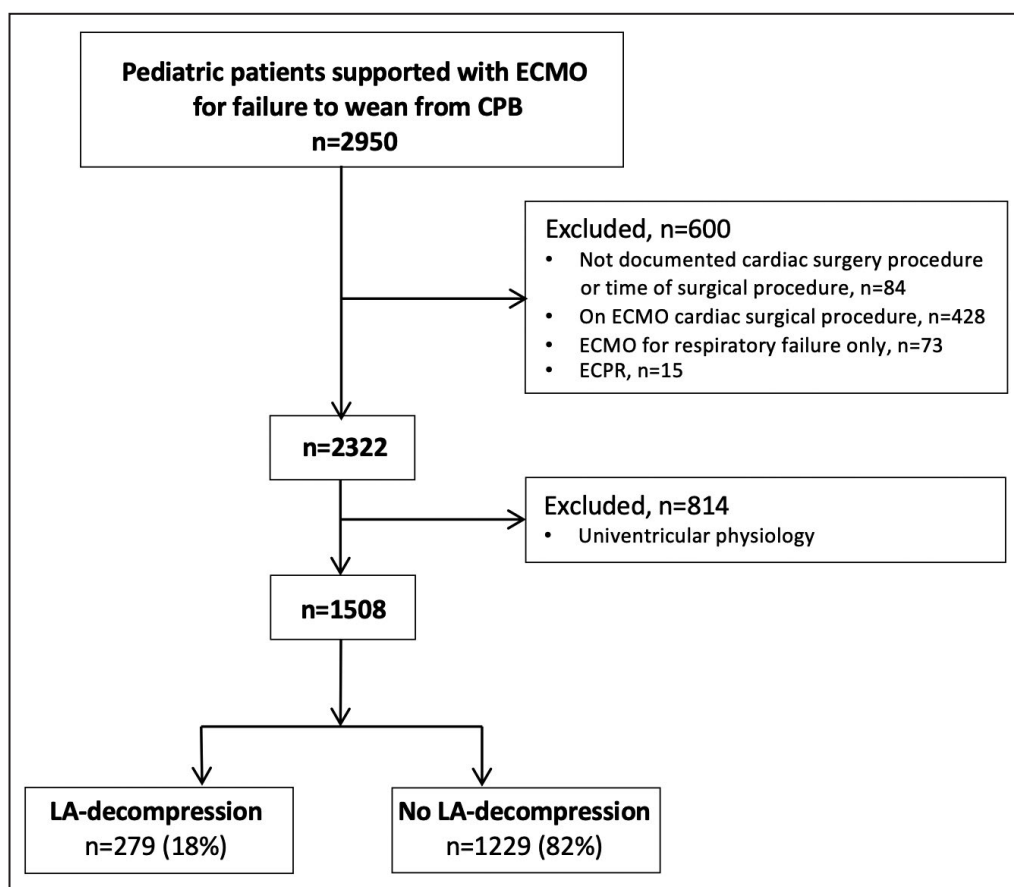 Pediatric patients supported with ECMO
for failure to wean from CPB
n=2950
Excluded, n=600
• Not documented cardiac surgery procedure
or time of surgical procedure, n=84
• On ECMO cardiac surgical procedure, n=428
• ECMO for respiratory failure only, n=73
• ECPR, n=15
n=2322
Excluded, n=814
• Univentricular physiology
n=1508
LA-decompression
n=279 (18%)
No LA-decompression
n=1229 (82%)